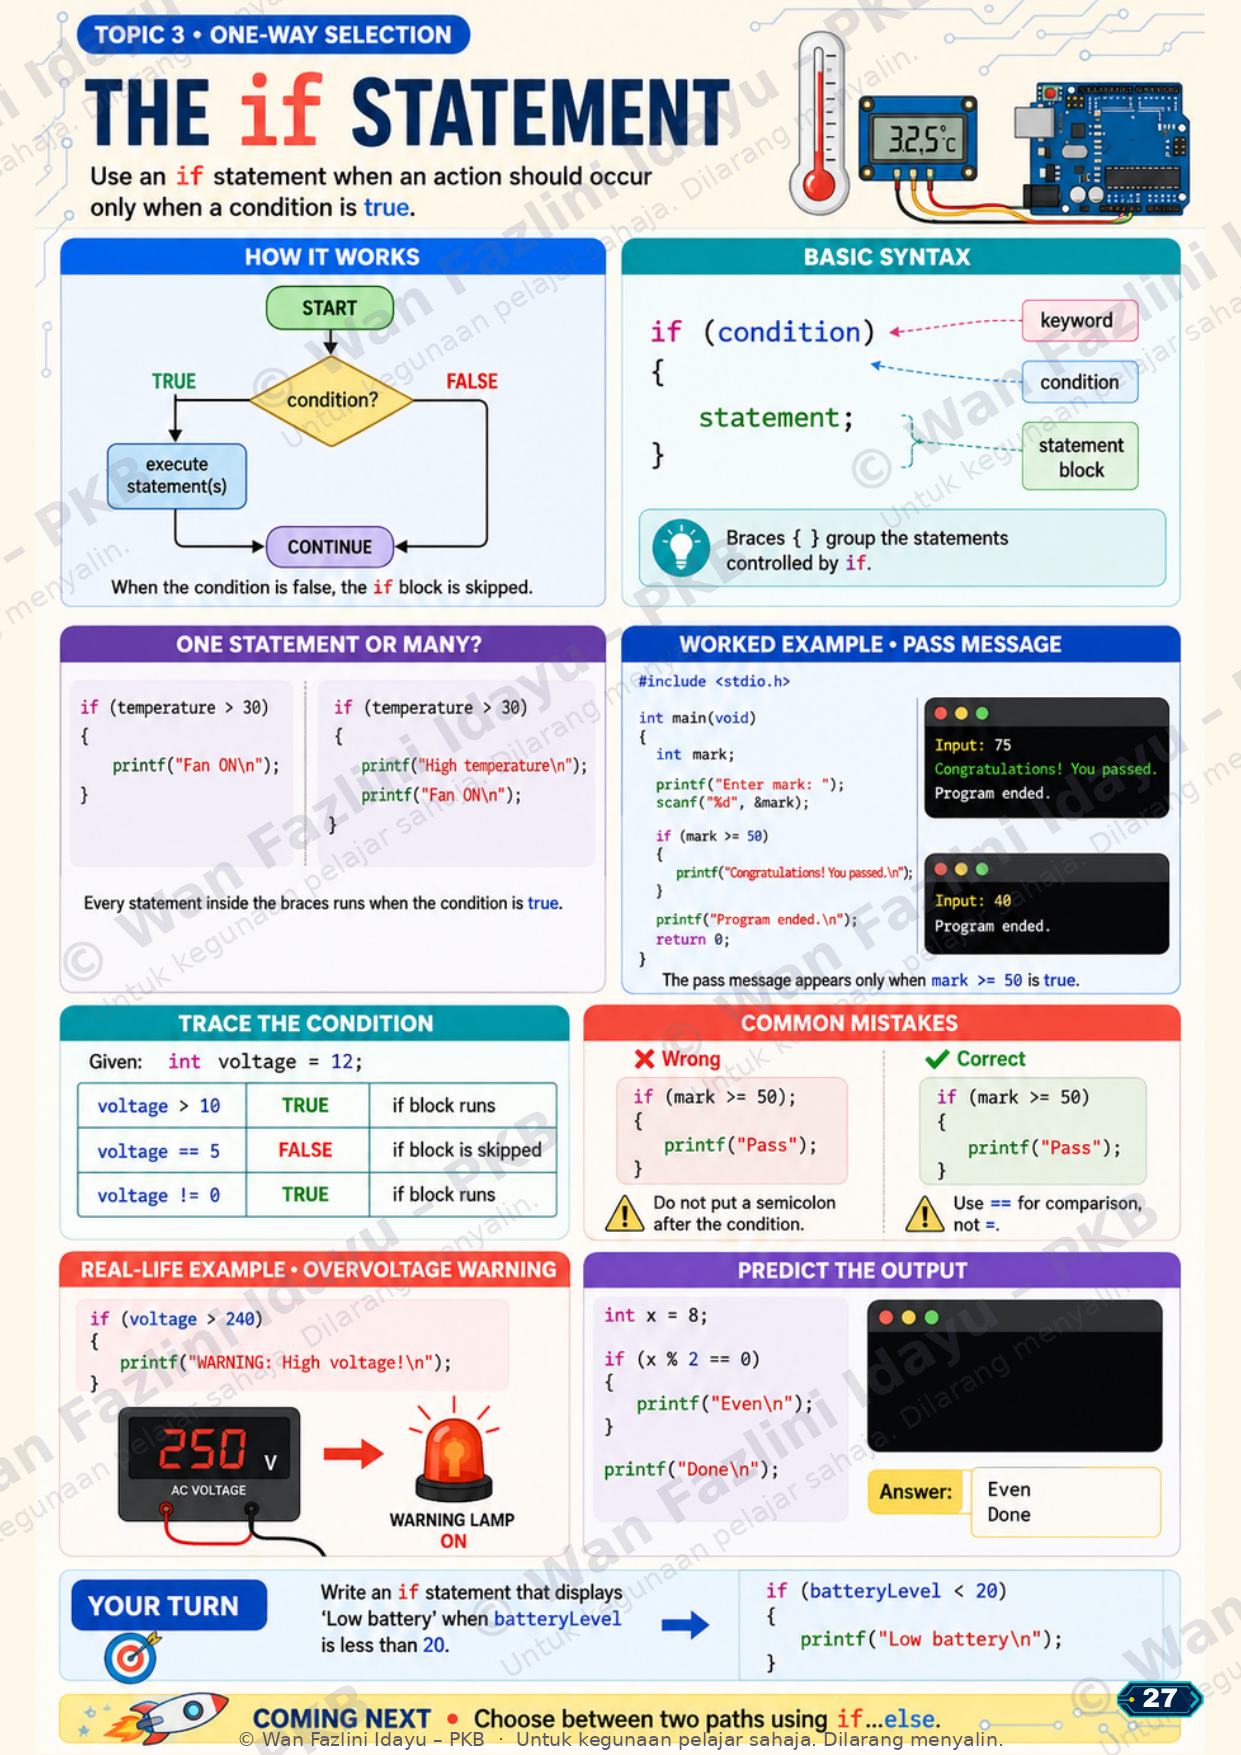 TOPIC 3 • ONE-WAY SELECTION
THE if STATEMENT
Use an if statement when an action should occur
only when a condition is true.
32.5°C
HOW IT WORKS
START
condition?
TRUE
FALSE
execute
statement(s)
CONTINUE
When the condition is false, the if block is skipped.
BASIC SYNTAX
if (condition)
{
statement;
}
keyword
condition
statement
block
Braces { } group the statements
controlled by if.
ONE STATEMENT OR MANY?
if (temperature > 30)
{
printf("Fan ON\n");
}
if (temperature > 30)
{
printf("High temperature\n");
printf("Fan ON\n");
}
Every statement inside the braces runs when the condition is true.
WORKED EXAMPLE • PASS MESSAGE
#include <stdio.h>
int main(void)
{
int mark;
printf("Enter mark: ");
scanf("%d", &mark);
if (mark >= 50)
{
printf("Congratulations! You passed.\n");
}
printf("Program ended.\n");
return 0;
}
Input: 75
Congratulations! You passed.
Program ended.
Input: 40
Program ended.
The pass message appears only when mark >= 50 is true.
TRACE THE CONDITION
Given: int voltage = 12;
voltage > 10 TRUE if block runs
voltage == 5 FALSE if block is skipped
voltage != 0 TRUE if block runs
COMMON MISTAKES
Wrong
if (mark >= 50);
{
printf("Pass");
}
Do not put a semicolon
after the condition.
Correct
if (mark >= 50)
{
printf("Pass");
}
Use == for comparison,
not =.
REAL-LIFE EXAMPLE • OVERVOLTAGE WARNING
if (voltage > 240)
{
printf("WARNING: High voltage!\n");
}
250 V
AC VOLTAGE
WARNING LAMP
ON
PREDICT THE OUTPUT
int x = 8;
if (x % 2 == 0)
{
printf("Even\n");
}
printf("Done\n");
Answer:
Even
Done
YOUR TURN
Write an if statement that displays
‘Low battery’ when batteryLevel
is less than 20.
if (batteryLevel < 20)
{
printf("Low battery\n");
}
27
COMING NEXT • Choose between two paths using if...else.
© Wan Fazlini Idayu – PKB · Untuk kegunaan pelajar sahaja. Dilarang menyalin.
© Wan Fazlini Idayu – PKB
Untuk kegunaan pelajar sahaja. Dilarang menyalin.